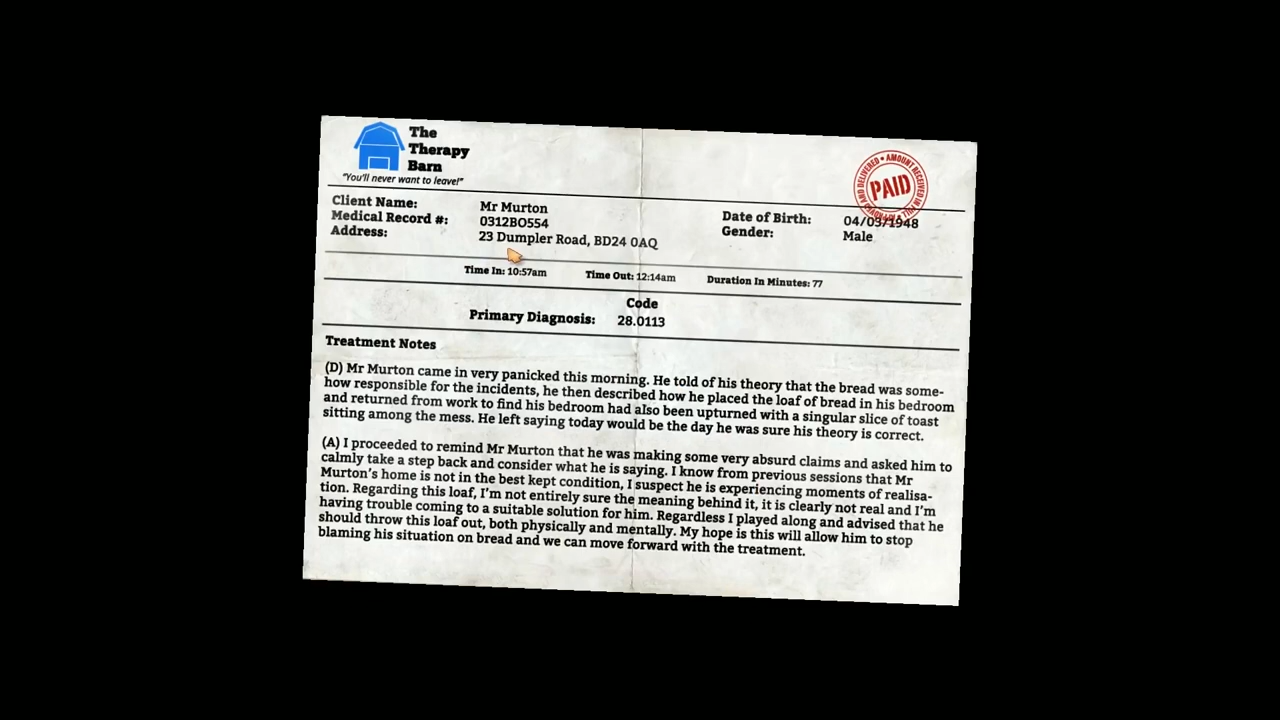 The
Therapy
Barn
"You'll never want to leave!"
AND DELIVERED • AMOUNT RECEIVED IN FULL
PAID
Client Name: Mr Murton
Medical Record #: 0312BO554
Address: 23 Dumpler Road, BD24 0AQ
Date of Birth: 04/03/1948
Gender: Male
Time In: 10:57am Time Out: 12:14am Duration In Minutes: 77
Code
Primary Diagnosis: 28.0113
Treatment Notes
(D) Mr Murton came in very panicked this morning. He told of his theory that the bread was some-
how responsible for the incidents, he then described how he placed the loaf of bread in his bedroom
and returned from work to find his bedroom had also been upturned with a singular slice of toast
sitting among the mess. He left saying today would be the day he was sure his theory is correct.
(A) I proceeded to remind Mr Murton that he was making some very absurd claims and asked him to
calmly take a step back and consider what he is saying. I know from previous sessions that Mr
Murton's home is not in the best kept condition, I suspect he is experiencing moments of realisa-
tion. Regarding this loaf, I'm not entirely sure the meaning behind it, it is clearly not real and I'm
having trouble coming to a suitable solution for him. Regardless I played along and advised that he
should throw this loaf out, both physically and mentally. My hope is this will allow him to stop
blaming his situation on bread and we can move forward with the treatment.